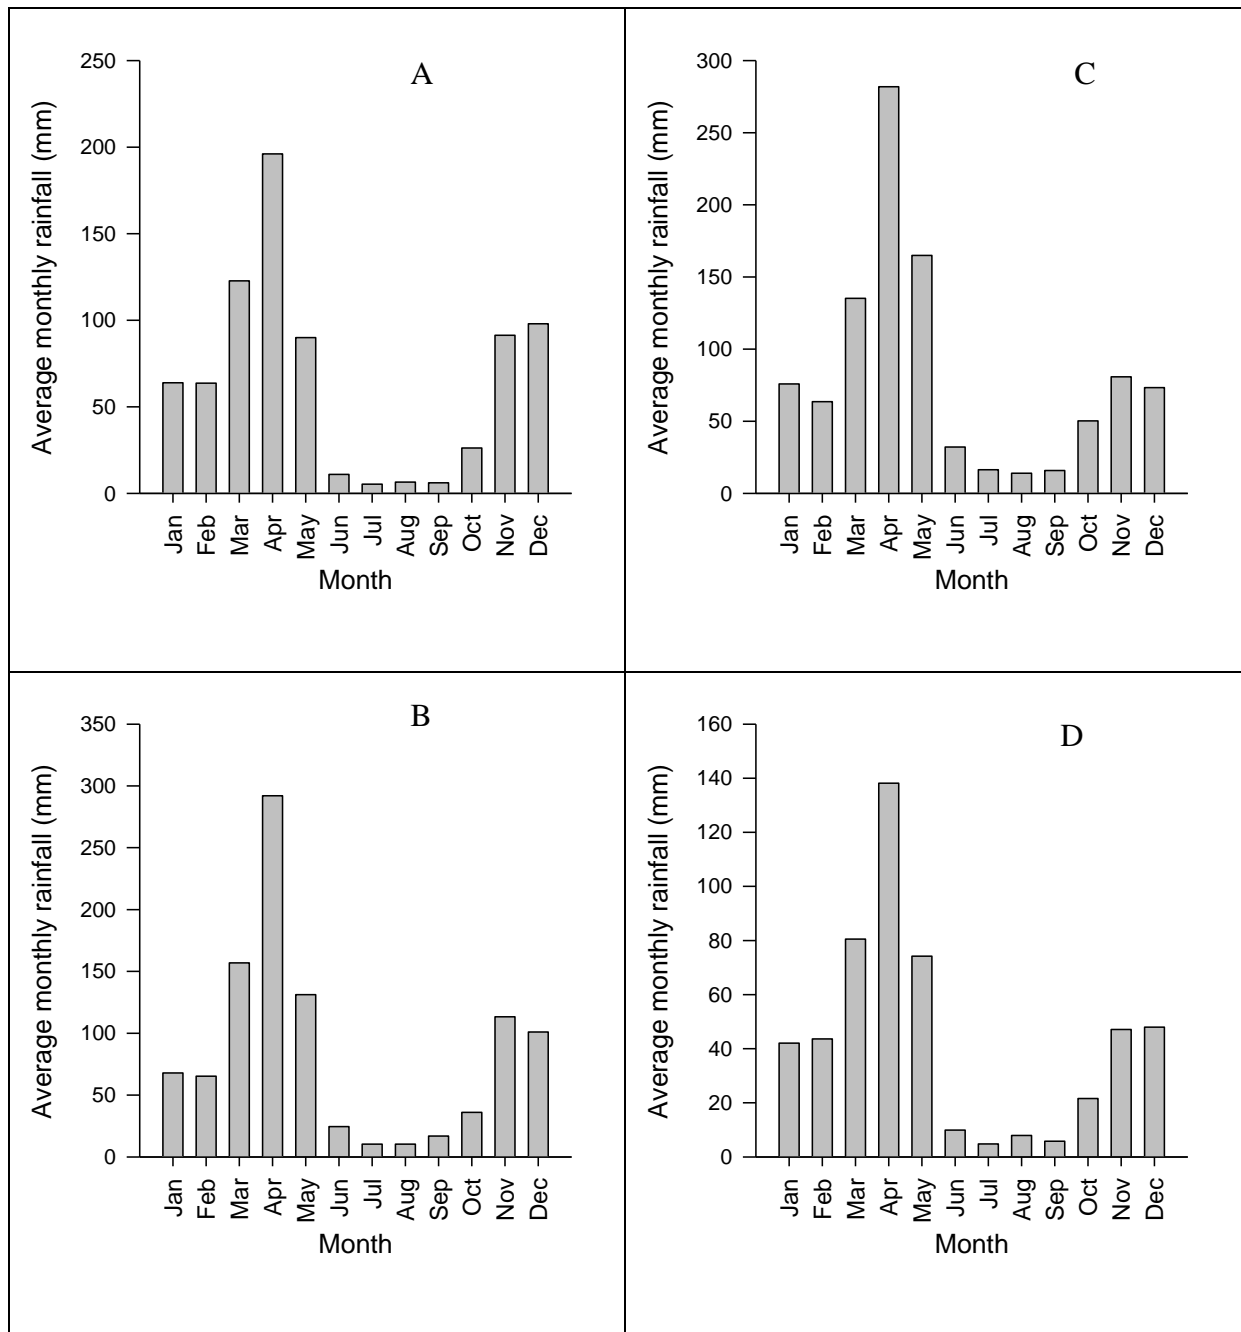 A
Average monthly rainfall (mm)
250
200
150
100
50
0
Jan Feb Mar Apr May Jun Jul Aug Sep Oct Nov Dec
Month
C
Average monthly rainfall (mm)
300
250
200
150
100
50
0
Jan Feb Mar Apr May Jun Jul Aug Sep Oct Nov Dec
Month
B
Average monthly rainfall (mm)
350
300
250
200
150
100
50
0
Jan Feb Mar Apr May Jun Jul Aug Sep Oct Nov Dec
Month
D
Average monthly rainfall (mm)
160
140
120
100
80
60
40
20
0
Jan Feb Mar Apr May Jun Jul Aug Sep Oct Nov Dec
Month